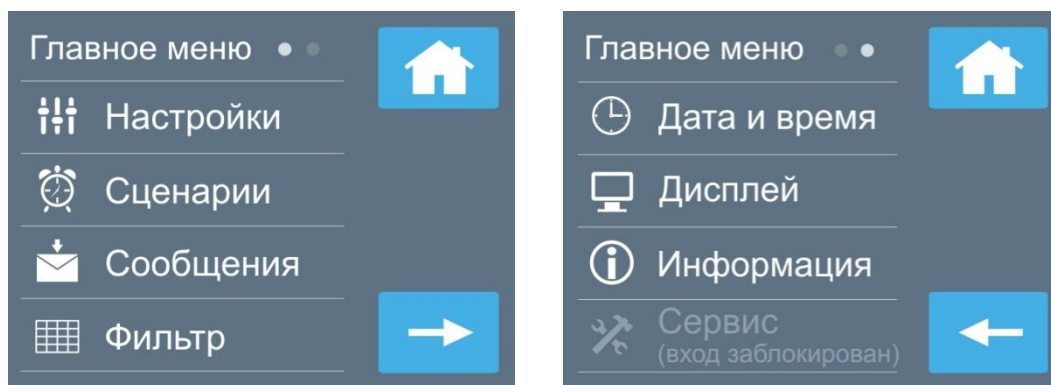 Главное меню
Настройки
Сценарии
Сообщения
Фильтр
Главное меню
Дата и время
Дисплей
Информация
Сервис
(вход заблокирован)